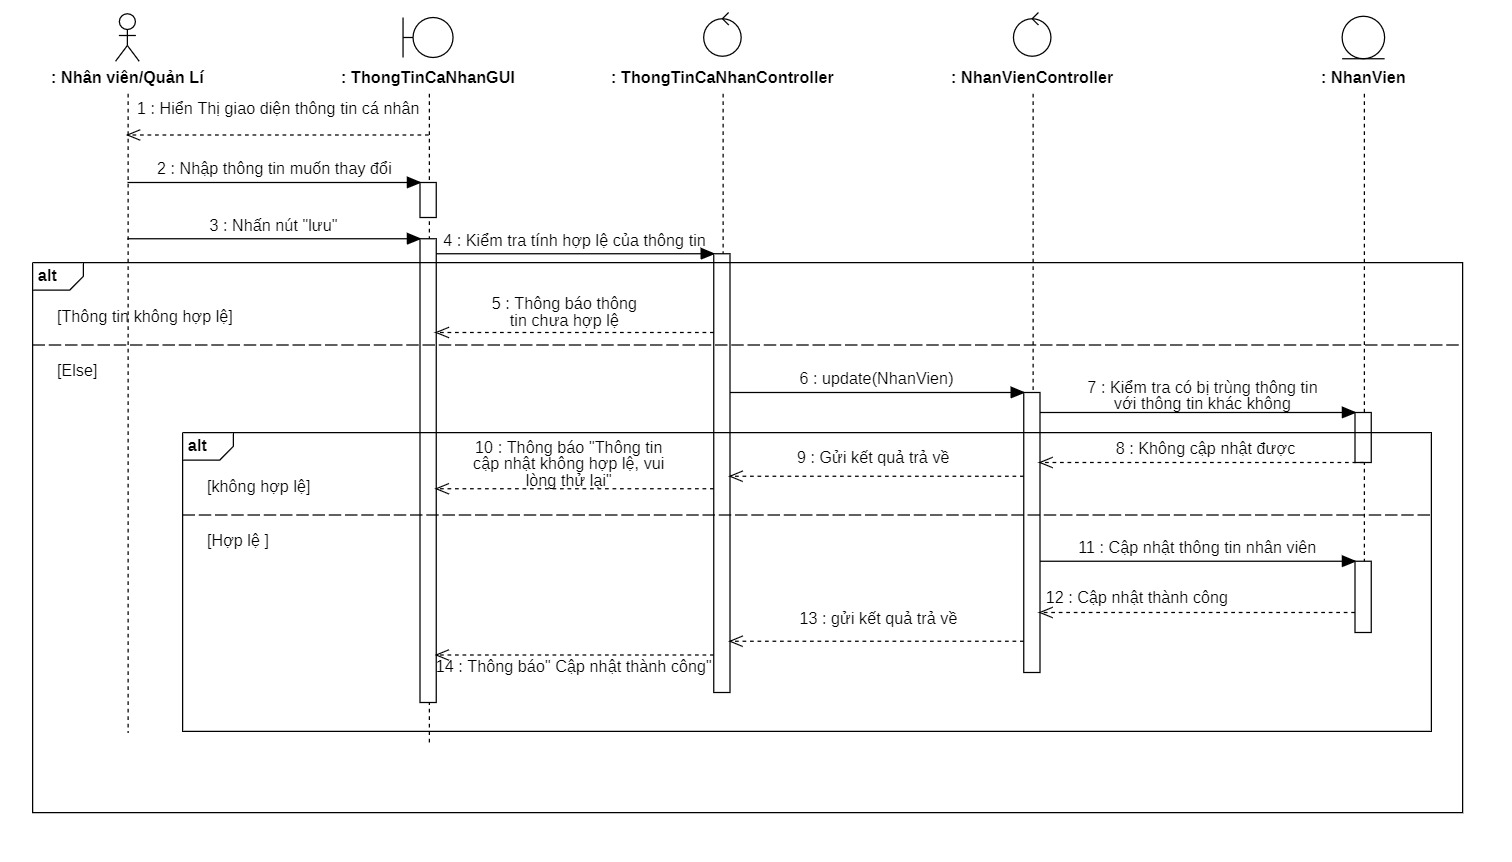 : Nhân viên/Quản Lí
: ThongTinCaNhanGUI
: ThongTinCaNhanController
: NhanVienController
: NhanVien
1 : Hiển Thị giao diện thông tin cá nhân
2 : Nhập thông tin muốn thay đổi
3 : Nhấn nút "lưu"
4 : Kiểm tra tính hợp lệ của thông tin
alt
[Thông tin không hợp lệ]
5 : Thông báo thông
tin chưa hợp lệ
[Else]
6 : update(NhanVien)
7 : Kiểm tra có bị trùng thông tin
với thông tin khác không
alt
[không hợp lệ]
8 : Không cập nhật được
9 : Gửi kết quả trả về
10 : Thông báo "Thông tin
cập nhật không hợp lệ, vui
lòng thử lại"
[Hợp lệ ]
11 : Cập nhật thông tin nhân viên
12 : Cập nhật thành công
13 : gửi kết quả trả về
14 : Thông báo" Cập nhật thành công"